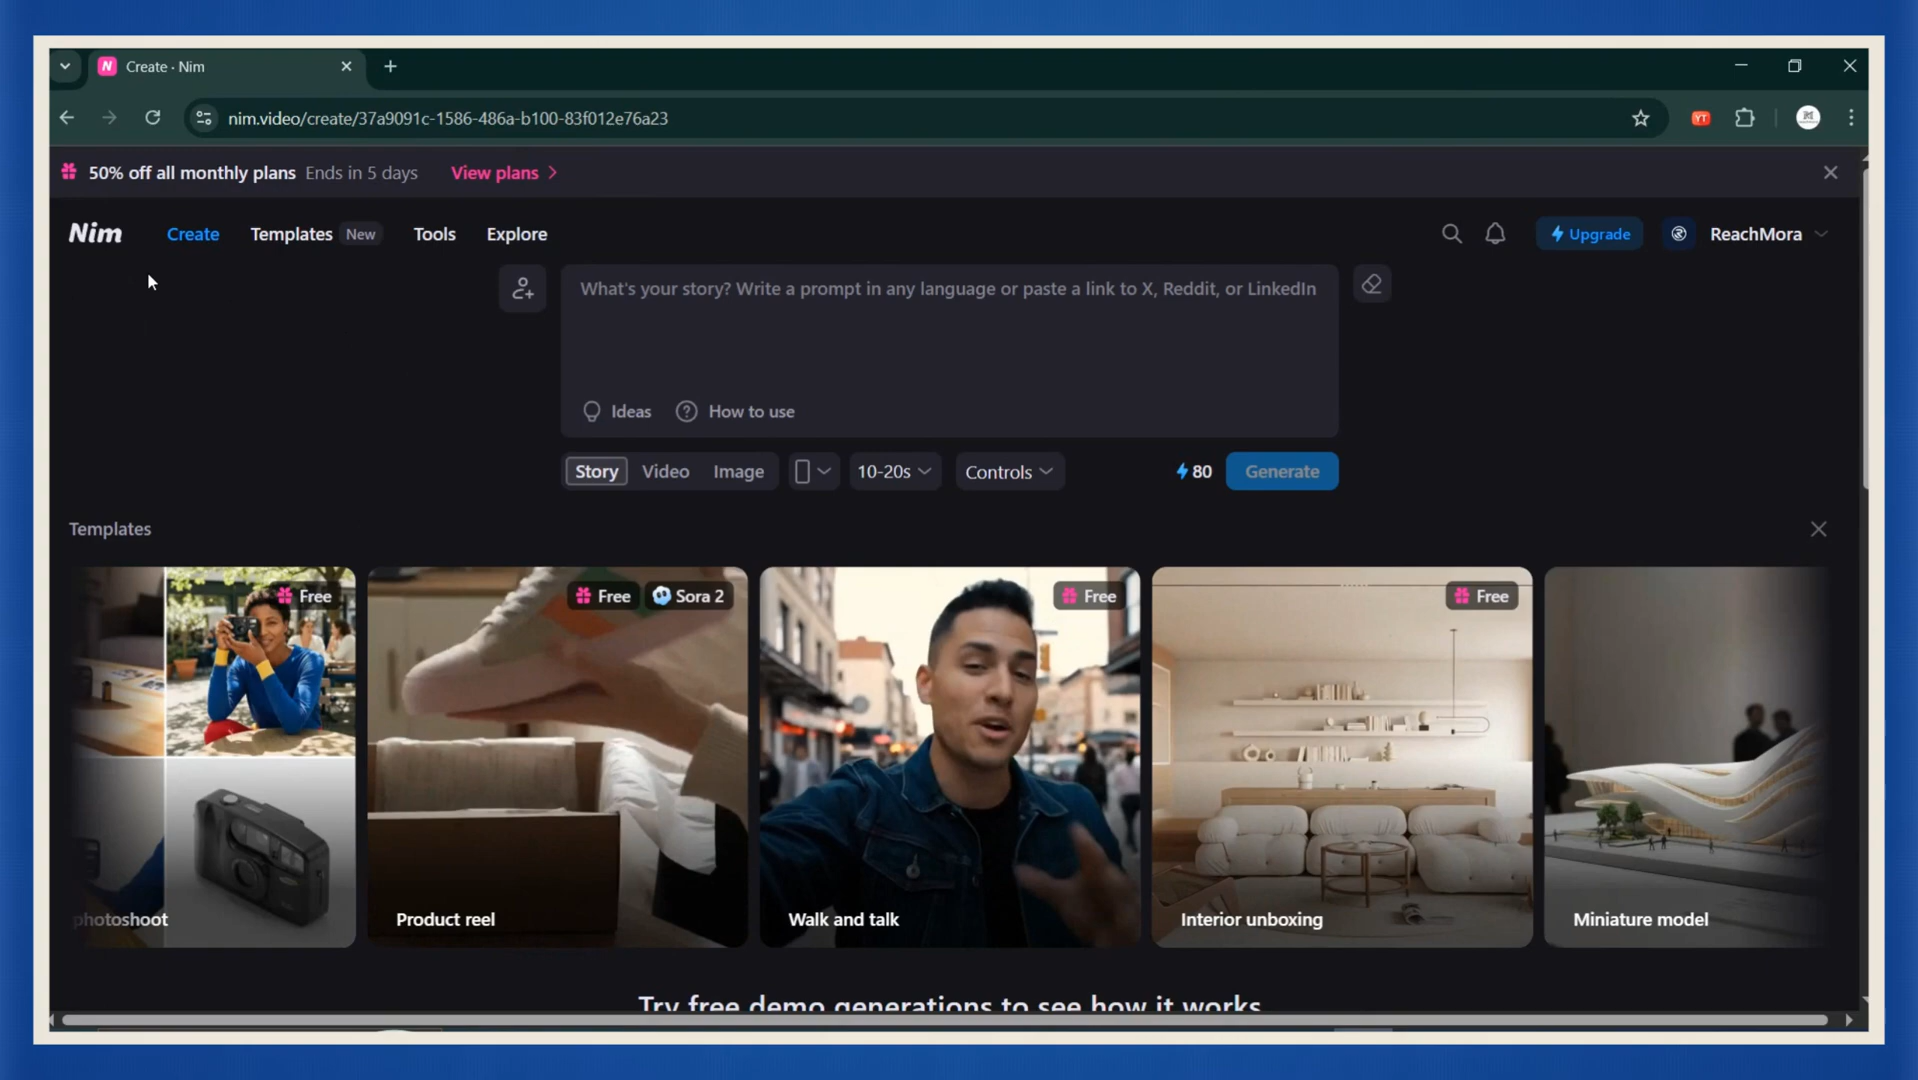 Create · Nim
nim.video/create/37a9091c-1586-486a-b100-83f012e76a23
YT
50% off all monthly plans Ends in 5 days View plans
Nim Create Templates New Tools Explore Upgrade ReachMora
What's your story? Write a prompt in any language or paste a link to X, Reddit, or LinkedIn
Ideas How to use
Story Video Image 10-20s Controls 80 Generate
Templates
Free Free Sora 2 Free Free
photoshoot Product reel Walk and talk Interior unboxing Miniature model
Try free demo generations to see how it works